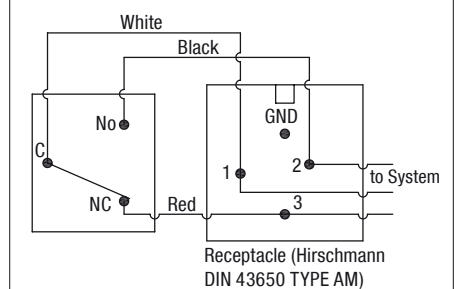 White
Black
No
GND
C
1
2
to System
NC
Red
3
Receptacle (Hirschmann
DIN 43650 TYPE AM)